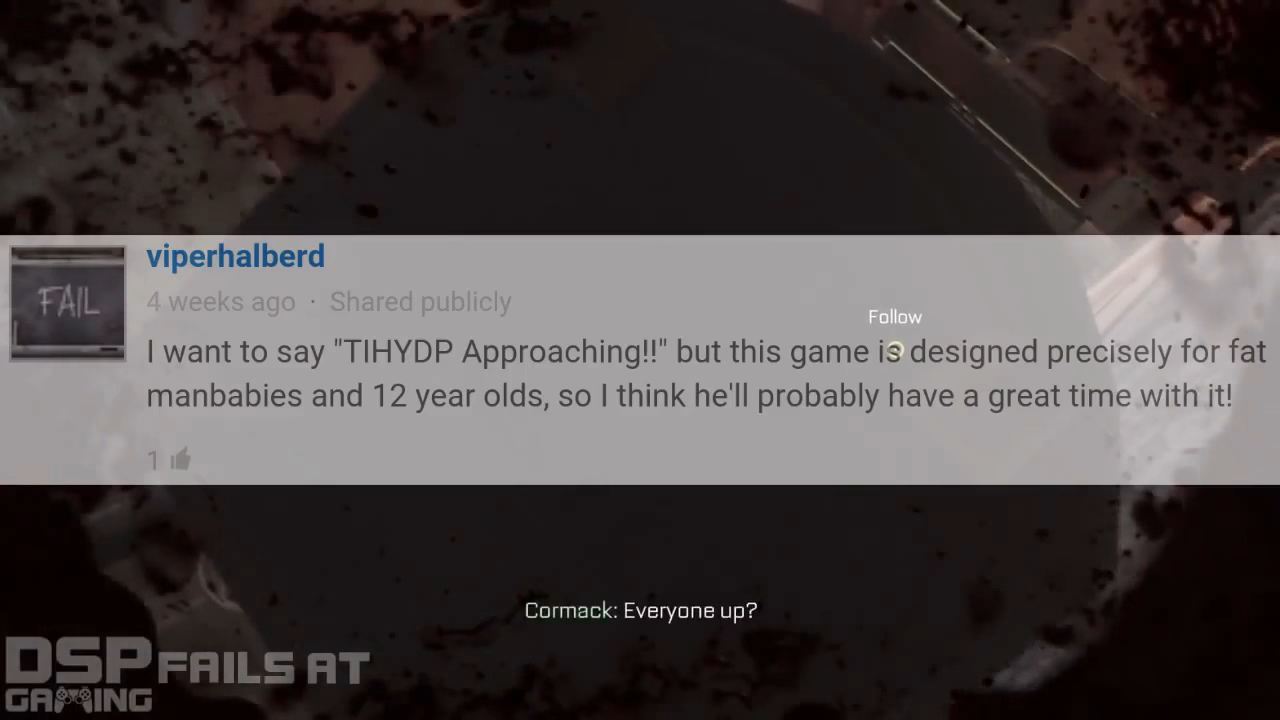 viperhalberd
FAIL
4 weeks ago · Shared publicly
Follow
I want to say "TIHYDP Approaching!!" but this game is designed precisely for fat
manbabies and 12 year olds, so I think he'll probably have a great time with it!
1
Cormack: Everyone up?
DSP FAILS AT
GAMING